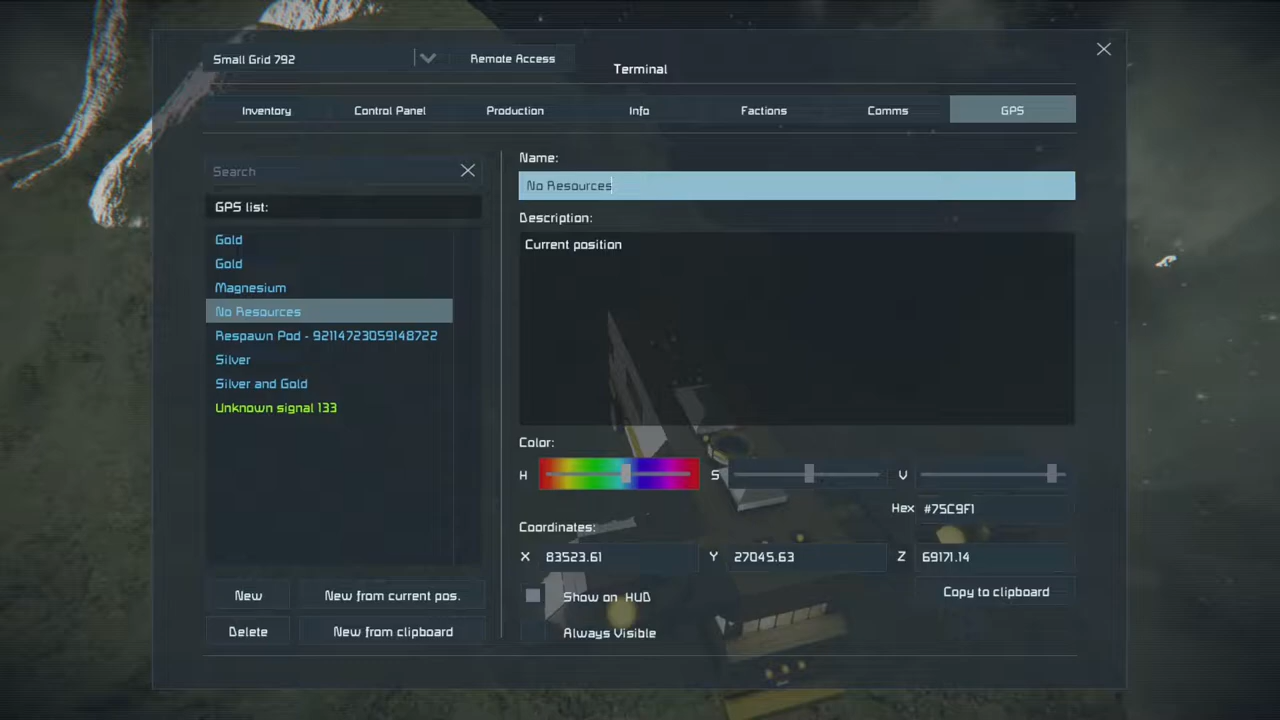 Small Grid 792
Remote Access
Terminal
Inventory
Control Panel
Production
Info
Factions
Comms
GPS
Search
GPS list:
Gold
Gold
Magnesium
No Resources
Respawn Pod - 92114723059148722
Silver
Silver and Gold
Unknown signal 133
New
New from current pos.
Delete
New from clipboard
Name:
No Resources
Description:
Current position
Color:
H
S
V
Hex #75C9F1
Coordinates:
X 83523.61
Y 27045.63
Z 69171.14
Show on HUD
Copy to clipboard
Always Visible